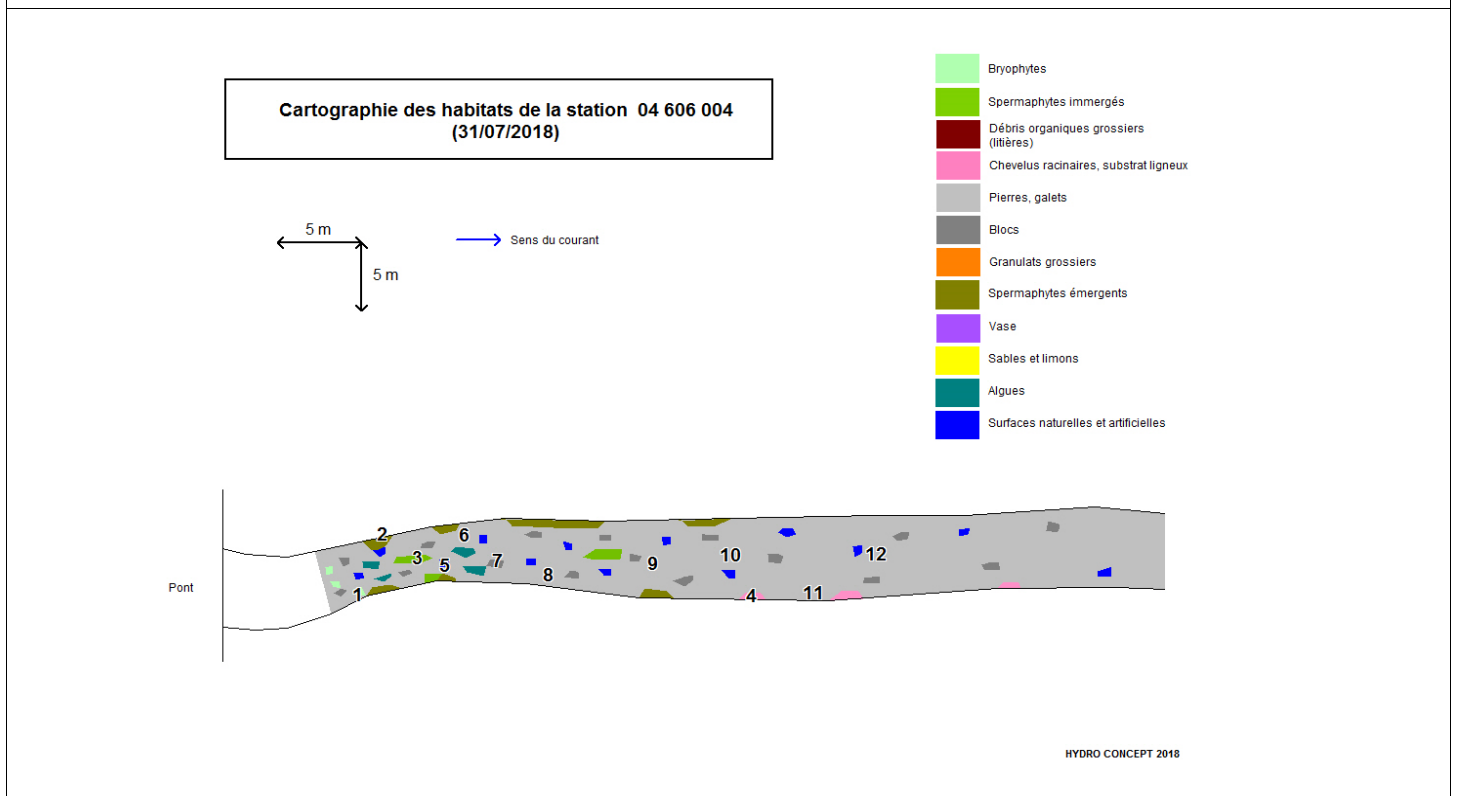 Cartographie des habitats de la station 04 606 004
(31/07/2018)
5 m
5 m
Sens du courant
Bryophytes
Spermaphytes immergés
Débris organiques grossiers
(litières)
Chevelus racinaires, substrat ligneux
Pierres, galets
Blocs
Granulats grossiers
Spermaphytes émergents
Vase
Sables et limons
Algues
Surfaces naturelles et artificielles
Pont
1
2
3
4
5
6
7
8
9
10
11
12
HYDRO CONCEPT 2018